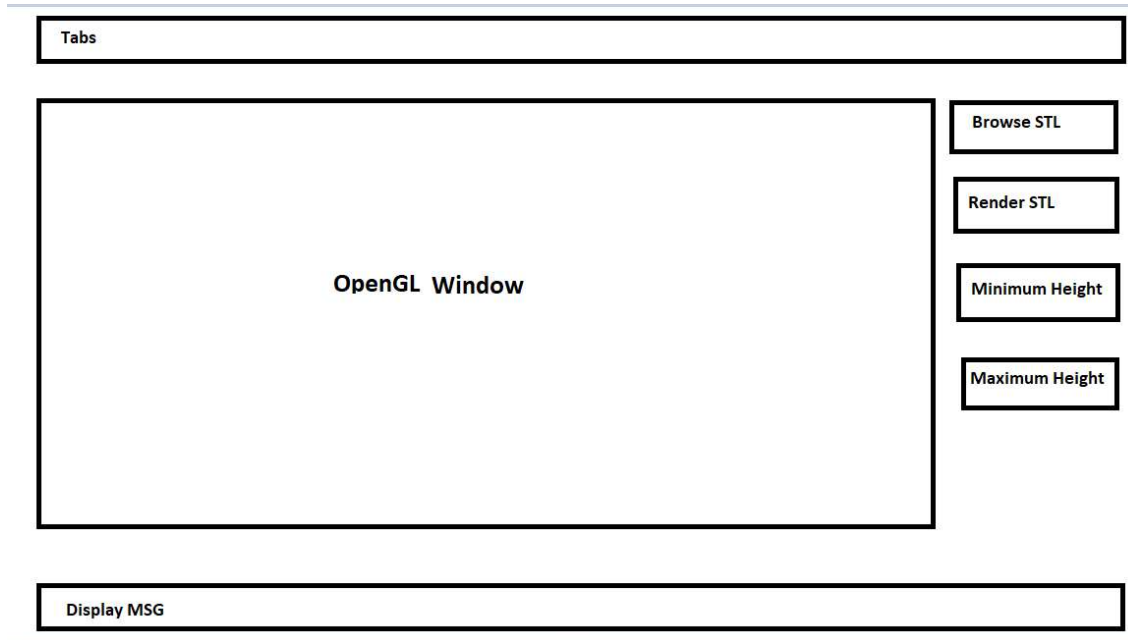 Tabs
Browse STL
Render STL
OpenGL Window
Minimum Height
Maximum Height
Display MSG